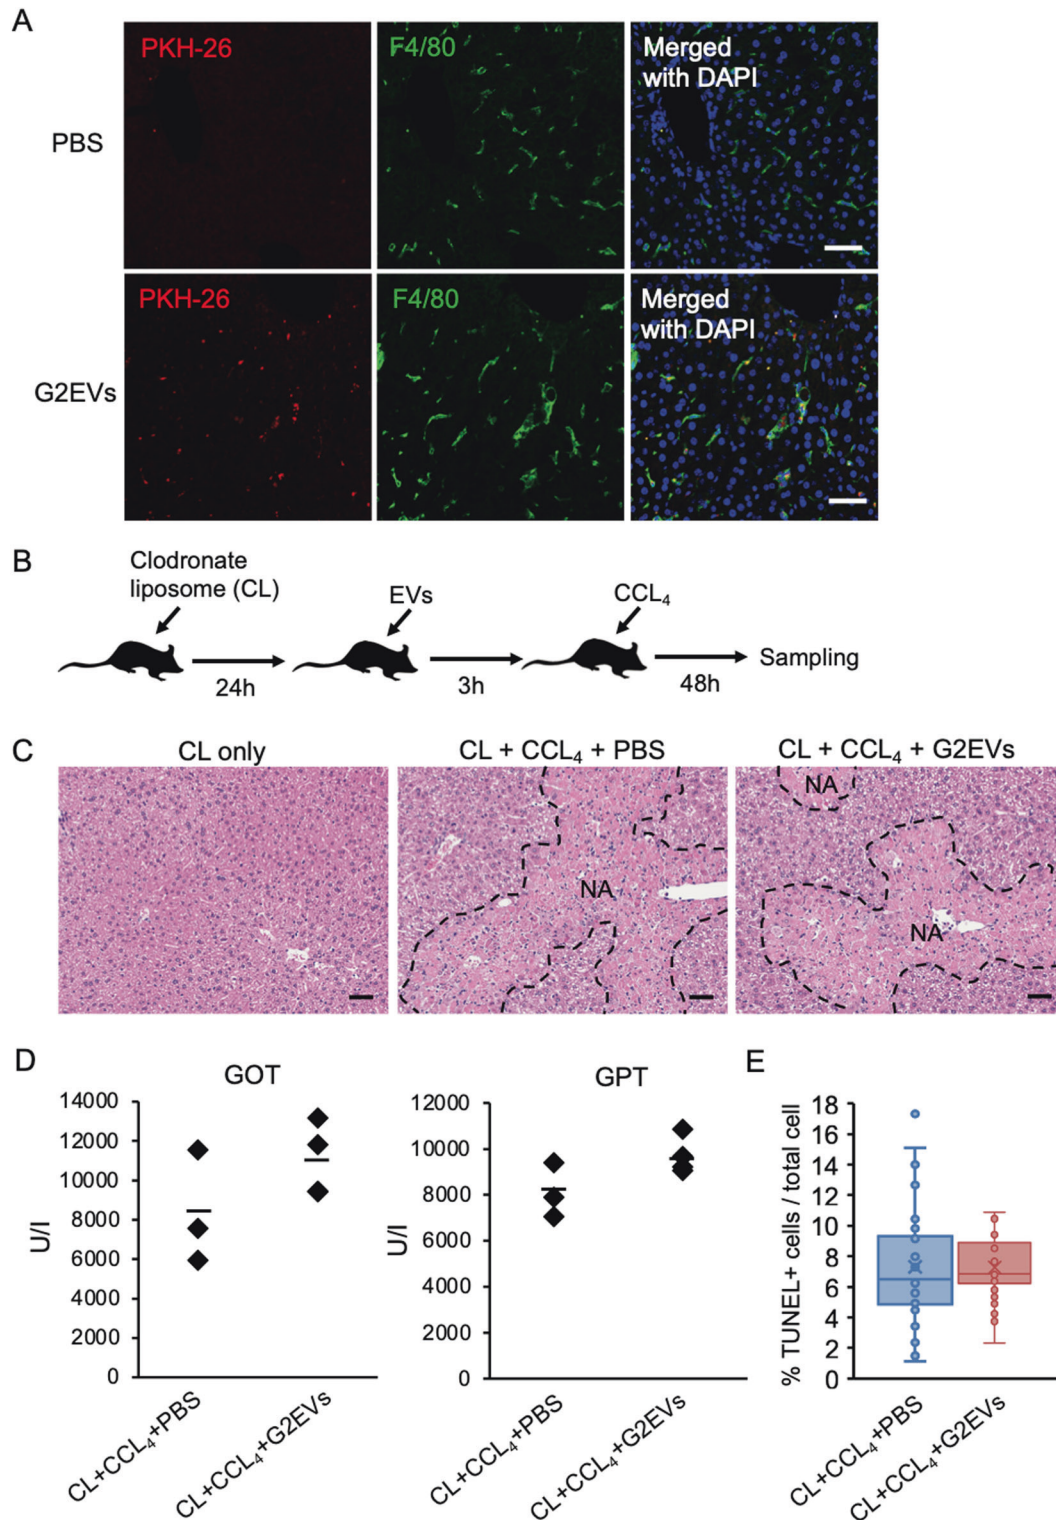 A
PKH-26
F4/80
Merged
with DAPI
PBS
PKH-26
F4/80
Merged
with DAPI
G2EVs
B
Clodronate
liposome (CL)
EVs
CCL₄
24h
3h
48h
Sampling
C
CL only
CL + CCL₄ + PBS
CL + CCL₄ + G2EVs
NA
NA
NA
D
GOT
14000
12000
10000
8000
6000
4000
2000
0
U/l
CL+CCL₄+PBS
CL+CCL₄+G2EVs
GPT
12000
10000
8000
6000
4000
2000
0
U/l
CL+CCL₄+PBS
CL+CCL₄+G2EVs
E
% TUNEL+ cells / total cell
18
16
14
12
10
8
6
4
2
0
CL+CCL₄+PBS
CL+CCL₄+G2EVs